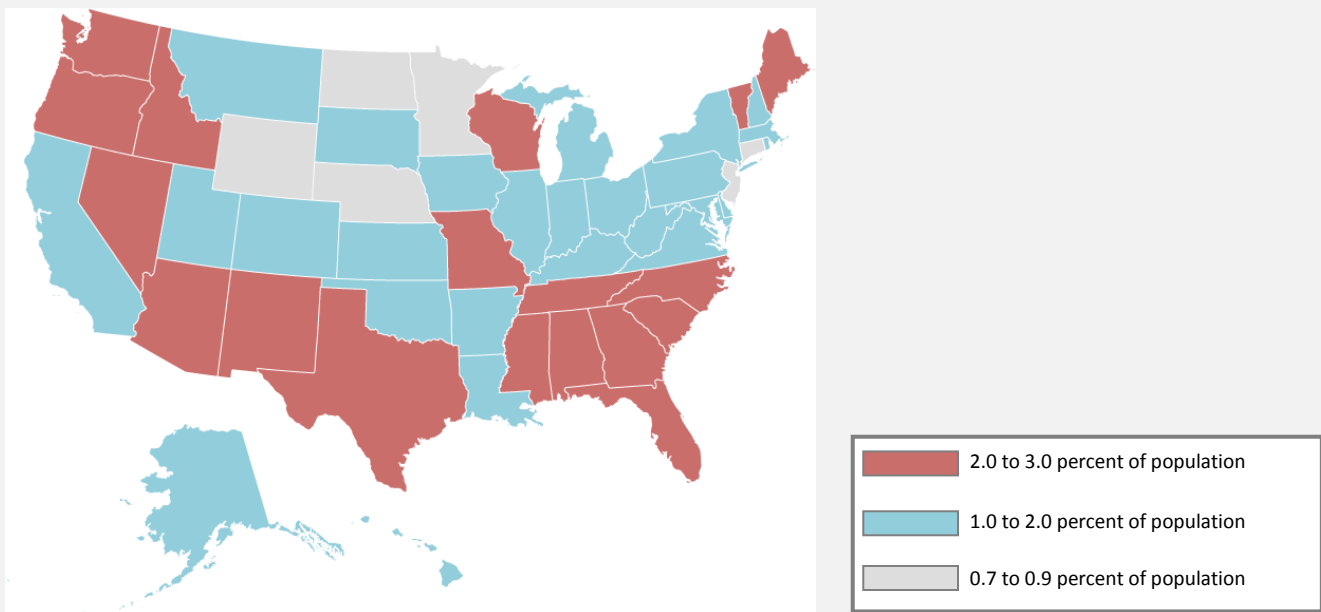 2.0 to 3.0 percent of population
1.0 to 2.0 percent of population
0.7 to 0.9 percent of population